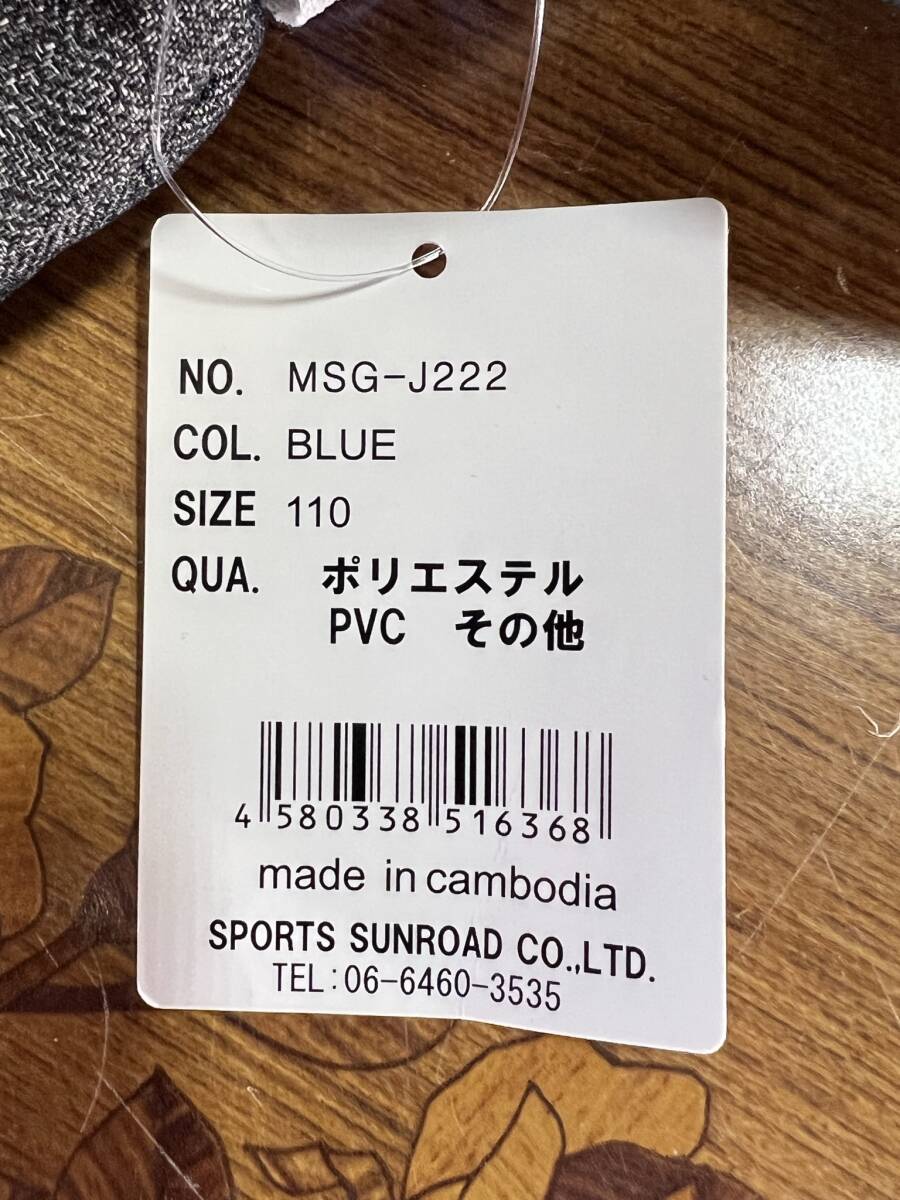 NO. MSG-J222
COL. BLUE
SIZE 110
QUA. ポリエステル
PVC その他
4 580338 516368
made in cambodia
SPORTS SUNROAD CO.,LTD.
TEL:06-6460-3535